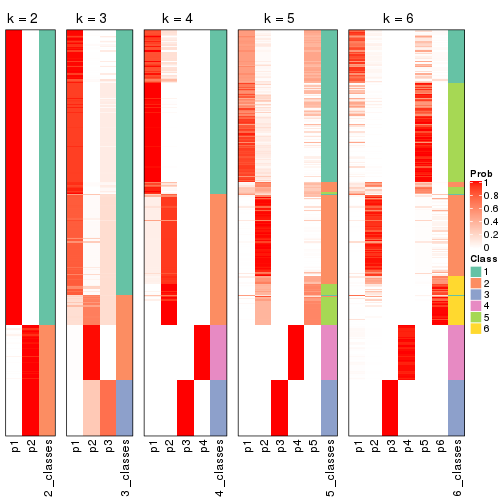 k = 2
k = 3
k = 4
k = 5
k = 6
p1
p2
2_classes
p1
p2
p3
3_classes
p1
p2
p3
p4
4_classes
p1
p2
p3
p4
p5
5_classes
p1
p2
p3
p4
p5
p6
6_classes
Prob
1
0.8
0.6
0.4
0.2
0
Class
1
2
3
4
5
6